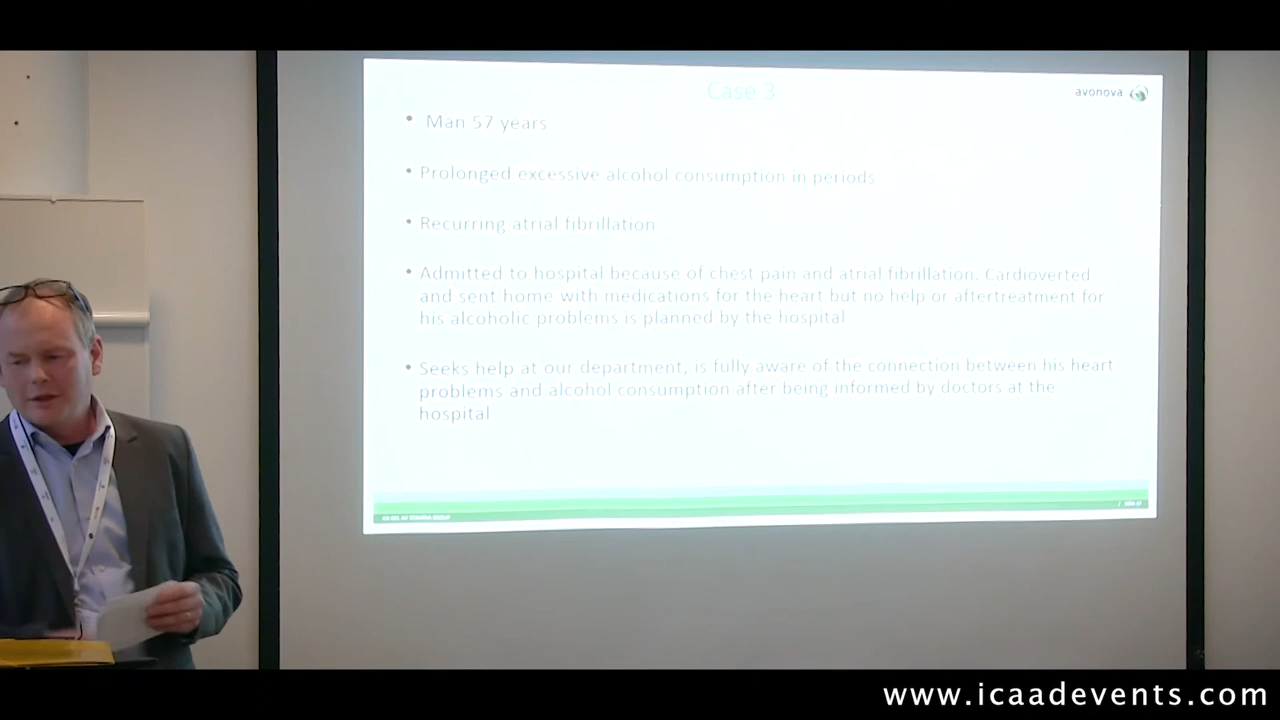 Case 3
avonova
• Man 57 years
• Prolonged excessive alcohol consumption in periods
• Recurring atrial fibrillation
• Admitted to hospital because of chest pain and atrial fibrillation. Cardioverted
and sent home with medications for the heart but no help or aftertreatment for
his alcoholic problems is planned by the hospital
• Seeks help at our department, is fully aware of the connection between his heart
problems and alcohol consumption after being informed by doctors at the
hospital
www.icaadevents.com